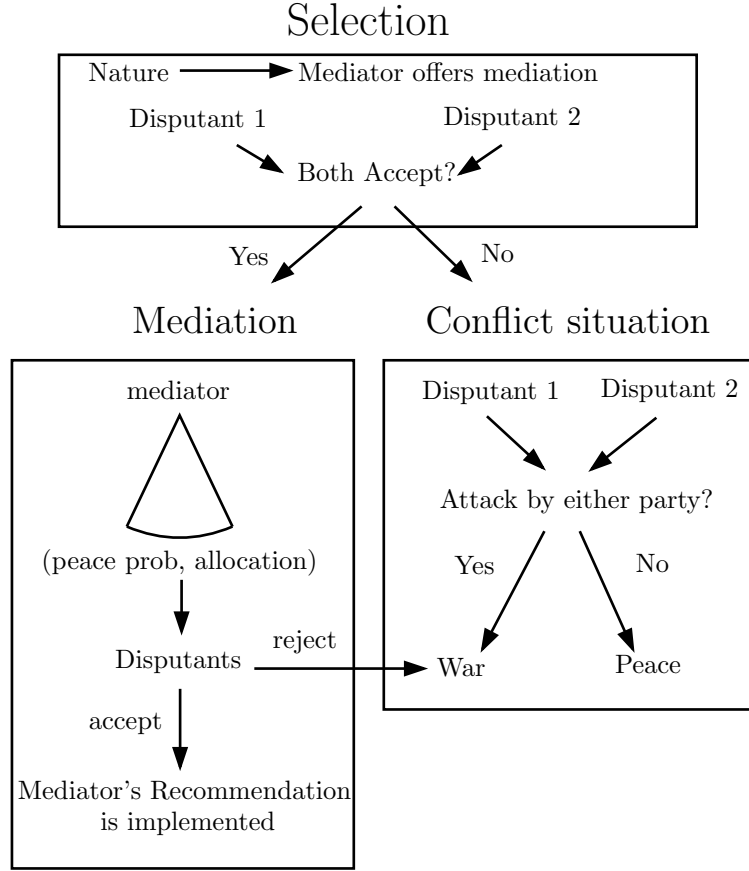 Selection
Nature
Mediator offers mediation
Disputant 1
Disputant 2
Both Accept?
Yes
No
Mediation
mediator
(peace prob, allocation)
Disputants
reject
accept
Mediator's Recommendation
is implemented
Conflict situation
Disputant 1
Disputant 2
Attack by either party?
Yes
No
War
Peace